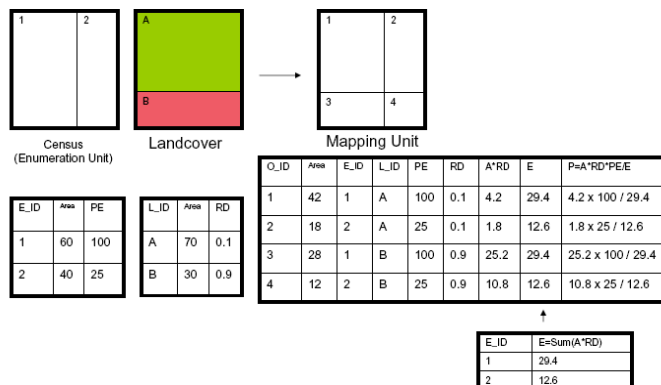 1 2 A 1 2
B 3 4
Census
(Enumeration Unit)
Landcover
Mapping Unit
O_ID Area E_ID L_ID PE RD A*RD E P=A*RD*PE/E
1 42 1 A 100 0.1 4.2 29.4 4.2 x 100 / 29.4
2 18 2 A 25 0.1 1.8 12.6 1.8 x 25 / 12.6
3 28 1 B 100 0.9 25.2 29.4 25.2 x 100 / 29.4
4 12 2 B 25 0.9 10.8 12.6 10.8 x 25 / 12.6
E_ID Area PE
1 60 100
2 40 25
L_ID Area RD
A 70 0.1
B 30 0.9
E_ID E=Sum(A*RD)
1 29.4
2 12.6